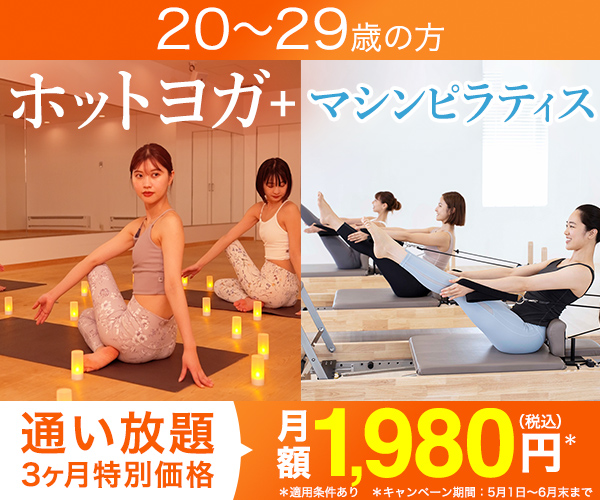 20〜29歳の方
ホットヨガ+マシンピラティス
通い放題
3ヶ月特別価格
月額1,980円(税込)*
*適用条件あり *キャンペーン期間：5月1日〜6月末まで